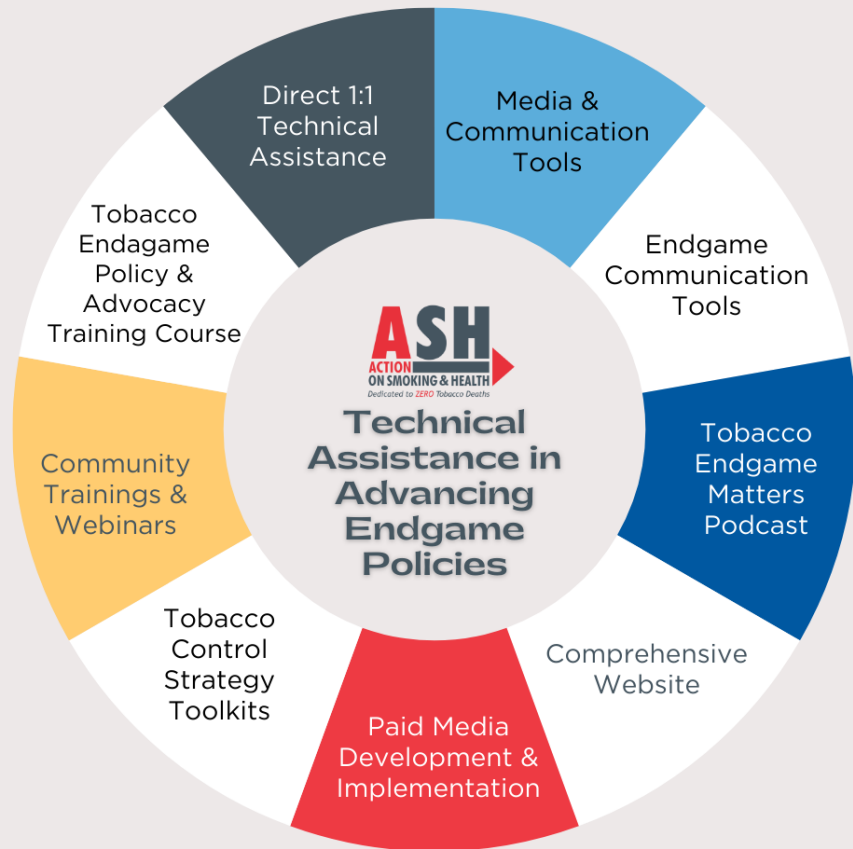 Direct 1:1
Technical
Assistance
Media &
Communication
Tools
Endgame
Communication
Tools
Tobacco
Endgame
Matters
Podcast
Comprehensive
Website
Paid Media
Development &
Implementation
Tobacco
Control
Strategy
Toolkits
Community
Trainings &
Webinars
Tobacco
Endagame
Policy &
Advocacy
Training Course
ASH
ACTION
ON SMOKING & HEALTH
Dedicated to ZERO Tobacco Deaths
Technical
Assistance in
Advancing
Endgame
Policies